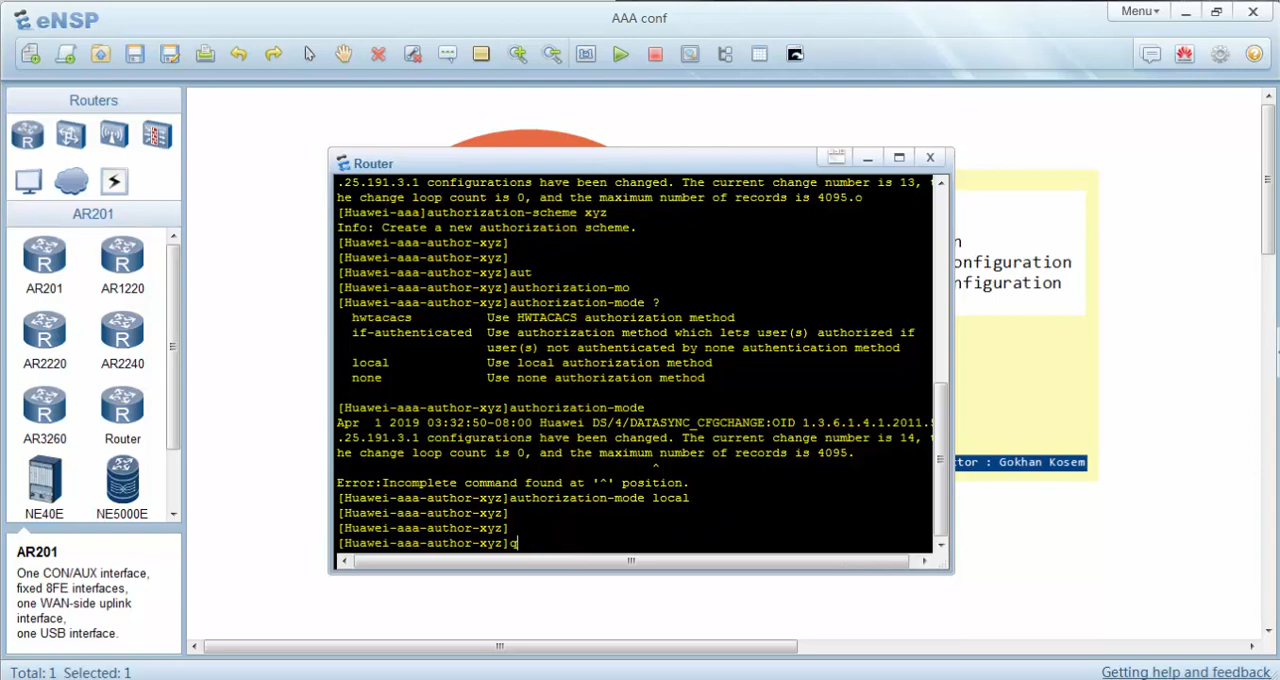 eNSP
AAA conf
Menu
Routers
R
R
AR201
R
AR201
R
AR1220
R
AR2220
R
AR2240
R
AR3260
R
Router
NE40E
NE5000E
AR201
One CON/AUX interface,
fixed 8FE interfaces,
one WAN-side uplink
interface,
one USB interface.
Router
.25.191.3.1 configurations have been changed. The current change number is 13,
he change loop count is 0, and the maximum number of records is 4095.o
[Huawei-aaa]authorization-scheme xyz
Info: Create a new authorization scheme.
[Huawei-aaa-author-xyz]
[Huawei-aaa-author-xyz]
[Huawei-aaa-author-xyz]aut
[Huawei-aaa-author-xyz]authorization-mo
[Huawei-aaa-author-xyz]authorization-mode ?
hwtacacs Use HWTACACS authorization method
if-authenticated Use authorization method which lets user(s) authorized if
user(s) not authenticated by none authentication method
local Use local authorization method
none Use none authorization method
[Huawei-aaa-author-xyz]authorization-mode
Apr 1 2019 03:32:50-08:00 Huawei DS/4/DATASYNC_CFGCHANGE:OID 1.3.6.1.4.1.2011.
.25.191.3.1 configurations have been changed. The current change number is 14,
he change loop count is 0, and the maximum number of records is 4095.
^
Error:Incomplete command found at '^' position.
[Huawei-aaa-author-xyz]authorization-mode local
[Huawei-aaa-author-xyz]
[Huawei-aaa-author-xyz]
[Huawei-aaa-author-xyz]q
n
onfiguration
nfiguration
ctor : Gokhan Kosem
Total: 1 Selected: 1
Getting help and feedback